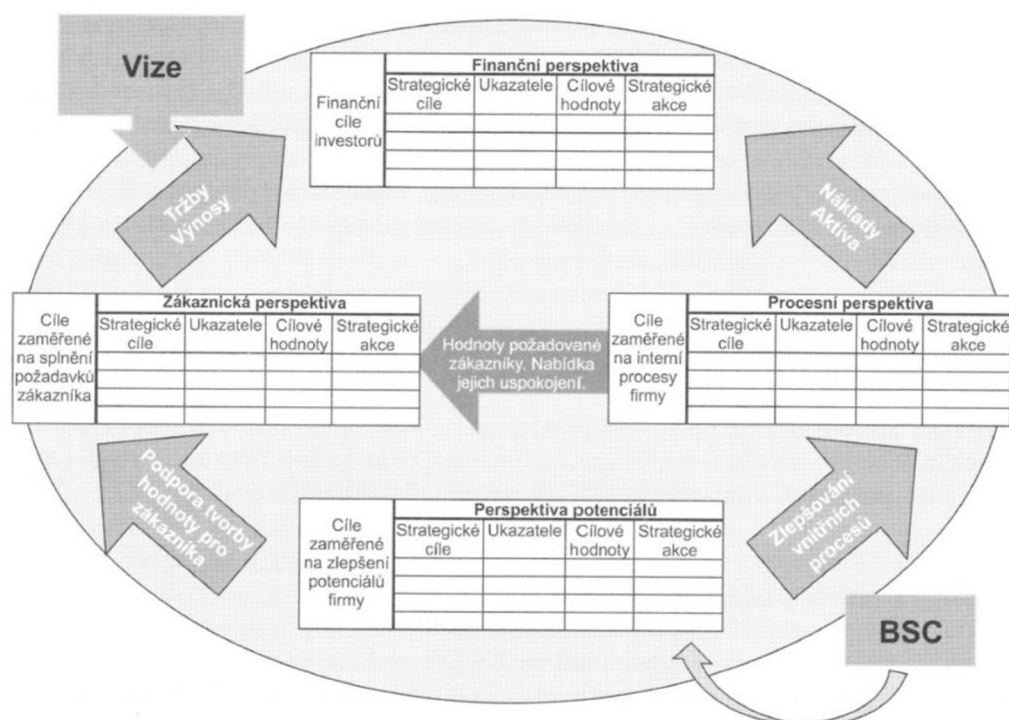 Vize
Finanční
cíle
investorů
Finanční perspektiva
Strategické
cíle
Ukazatele
Cílové
hodnoty
Strategické
akce
Tržby
Výnosy
Náklady
Aktiva
Cíle
zaměřené
na splnění
požadavků
zákazníka
Zákaznická perspektiva
Strategické
cíle
Ukazatele
Cílové
hodnoty
Strategické
akce
Hodnoty požadované
zákazníky. Nabídka
jejich uspokojení.
Cíle
zaměřené
na interní
procesy
firmy
Procesní perspektiva
Strategické
cíle
Ukazatele
Cílové
hodnoty
Strategické
akce
Podpora tvorby
hodnoty pro
zákazníka
Cíle
zaměřené
na zlepšení
potenciálů
firmy
Perspektiva potenciálů
Strategické
cíle
Ukazatele
Cílové
hodnoty
Strategické
akce
Zlepšování
vnitřních
procesů
BSC